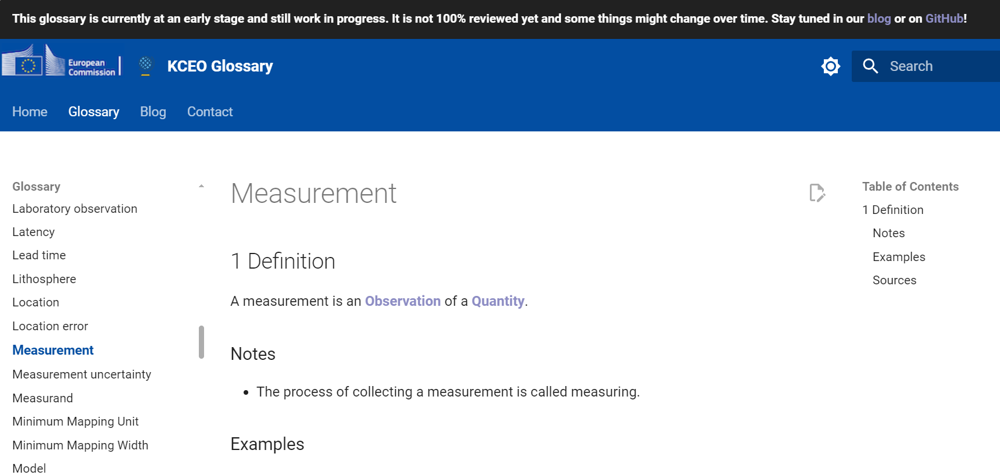 This glossary is currently at an early stage and still work in progress. It is not 100% reviewed yet and some things might change over time. Stay tuned in our blog or on GitHub!
European
Commission
KCEO Glossary
Search
Home
Glossary
Blog
Contact
Glossary
Laboratory observation
Latency
Lead time
Lithosphere
Location
Location error
Measurement
Measurement uncertainty
Measurand
Minimum Mapping Unit
Minimum Mapping Width
Model
Measurement
1 Definition
A measurement is an Observation of a Quantity.
Notes
• The process of collecting a measurement is called measuring.
Examples
Table of Contents
1 Definition
Notes
Examples
Sources